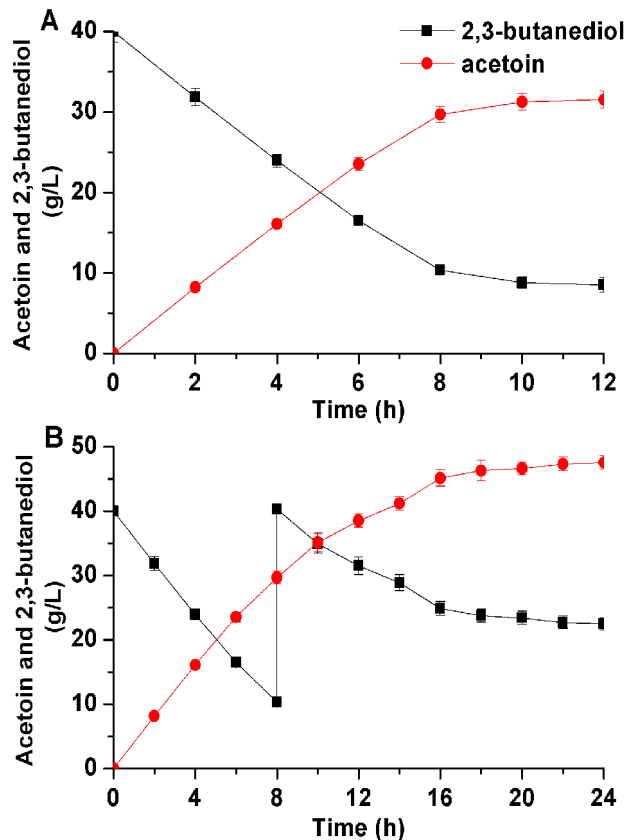 A
2,3-butanediol
acetoin
40
30
20
10
0
Acetoin and 2,3-butanediol
(g/L)
0 2 4 6 8 10 12
Time (h)
B
50
40
30
20
10
0
Acetoin and 2,3-butanediol
(g/L)
0 4 8 12 16 20 24
Time (h)